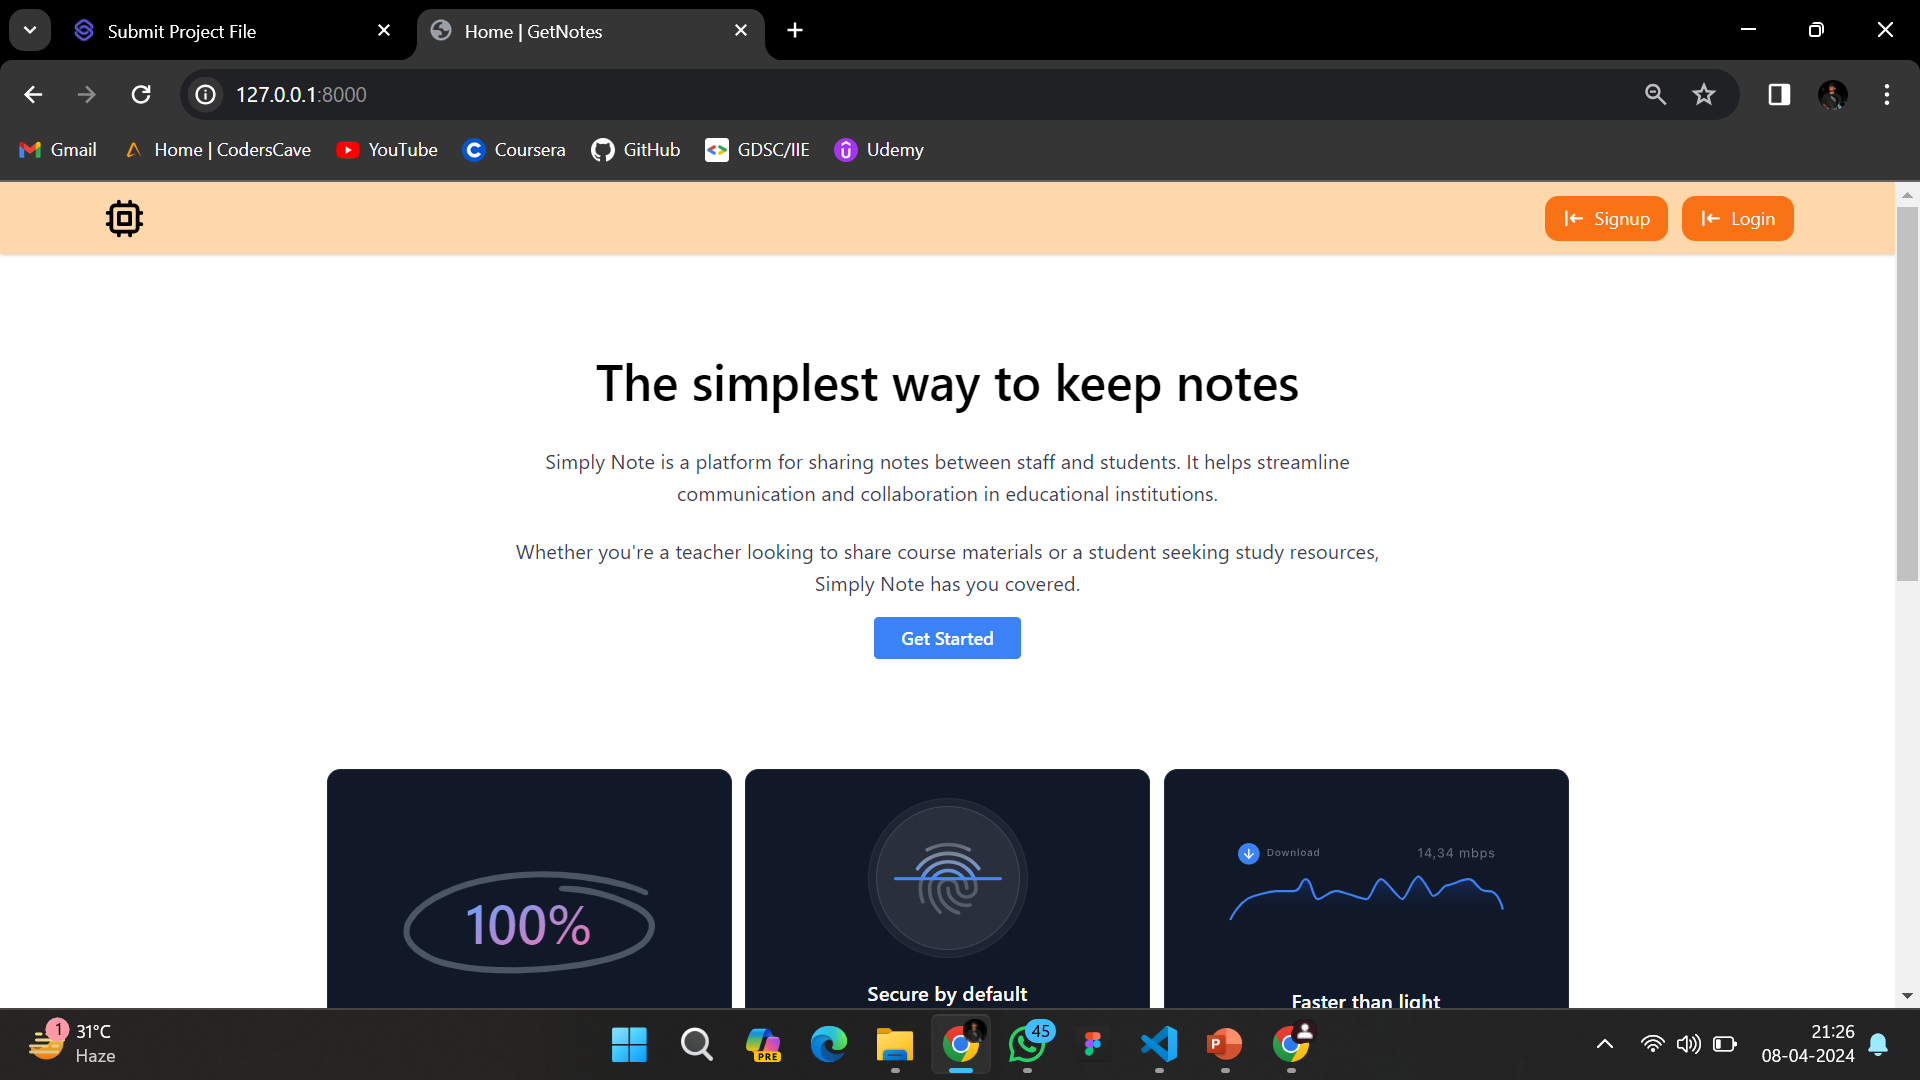 Submit Project File
Home | GetNotes
127.0.0.1:8000
Gmail
Home | CodersCave
YouTube
Coursera
GitHub
GDSC/IIE
Udemy
Signup
Login
The simplest way to keep notes
Simply Note is a platform for sharing notes between staff and students. It helps streamline
communication and collaboration in educational institutions.
Whether you're a teacher looking to share course materials or a student seeking study resources,
Simply Note has you covered.
Get Started
100%
Secure by default
Download
14,34 mbps
Faster than light
1
31°C
Haze
PRE
45
P
21:26
08-04-2024